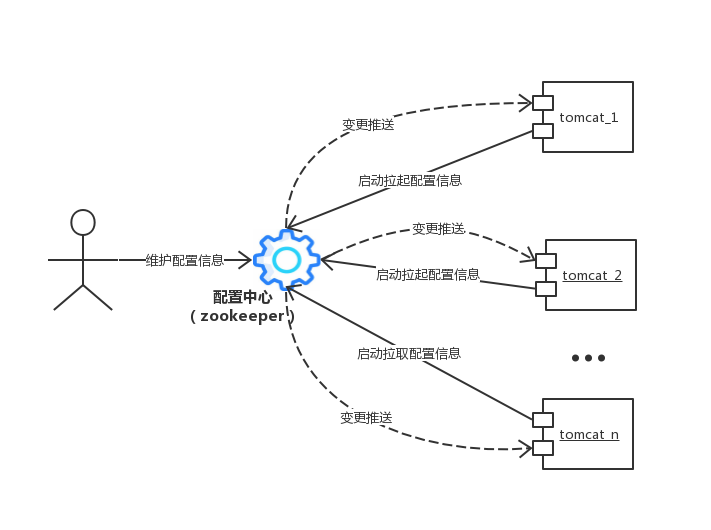 变更推送
tomcat_1
启动拉起配置信息
变更推送
维护配置信息
启动拉起配置信息
tomcat_2
配置中心
（zookeeper）
启动拉取配置信息
变更推送
tomcat_n